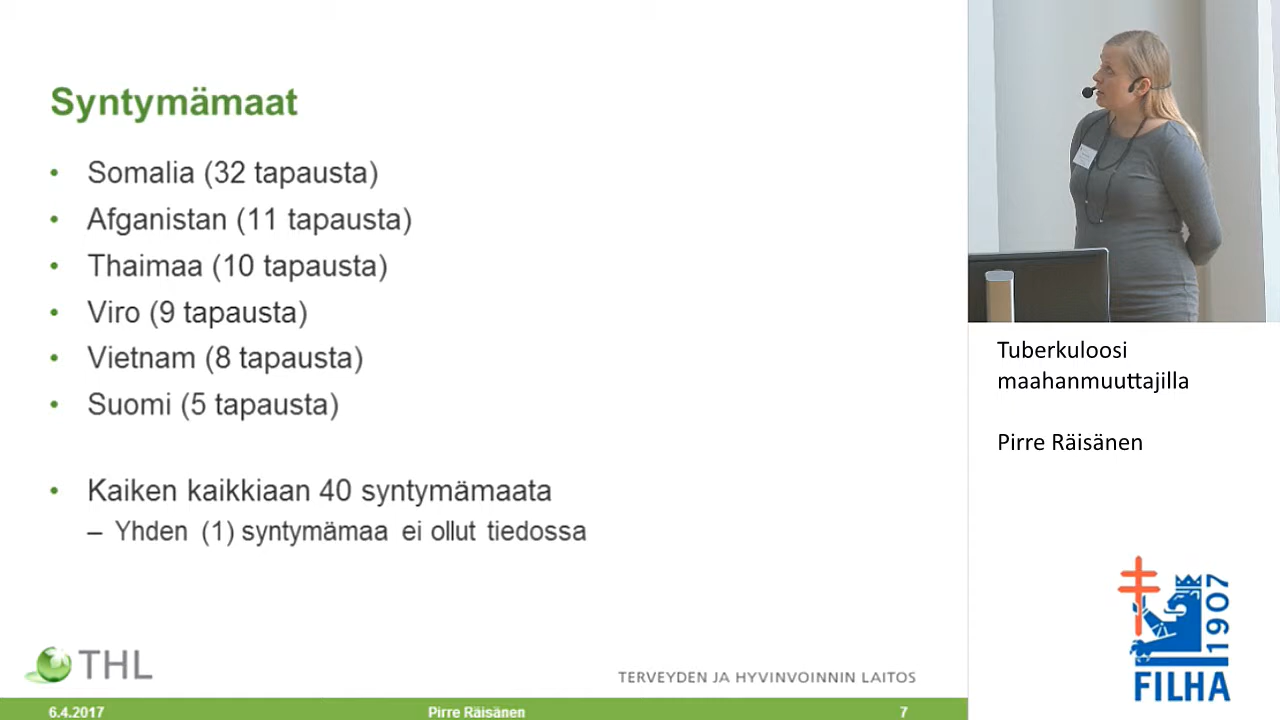 Syntymämaat
• Somalia (32 tapausta)
• Afganistan (11 tapausta)
• Thaimaa (10 tapausta)
• Viro (9 tapausta)
• Vietnam (8 tapausta)
• Suomi (5 tapausta)
• Kaiken kaikkiaan 40 syntymämaata
– Yhden (1) syntymämaa ei ollut tiedossa
THL
TERVEYDEN JA HYVINVOINNIN LAITOS
6.4.2017 Pirre Räisänen 7
Tuberkuloosi
maahanmuuttajilla
Pirre Räisänen
1907
FILHA